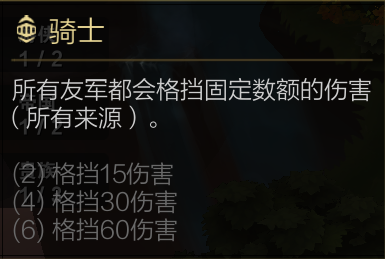 骑士
1 / 2
所有友军都会格挡固定数额的伤害
( 所有来源 ) 。
1 / 2
(2) 格挡15伤害
(4) 格挡30伤害
(6) 格挡60伤害